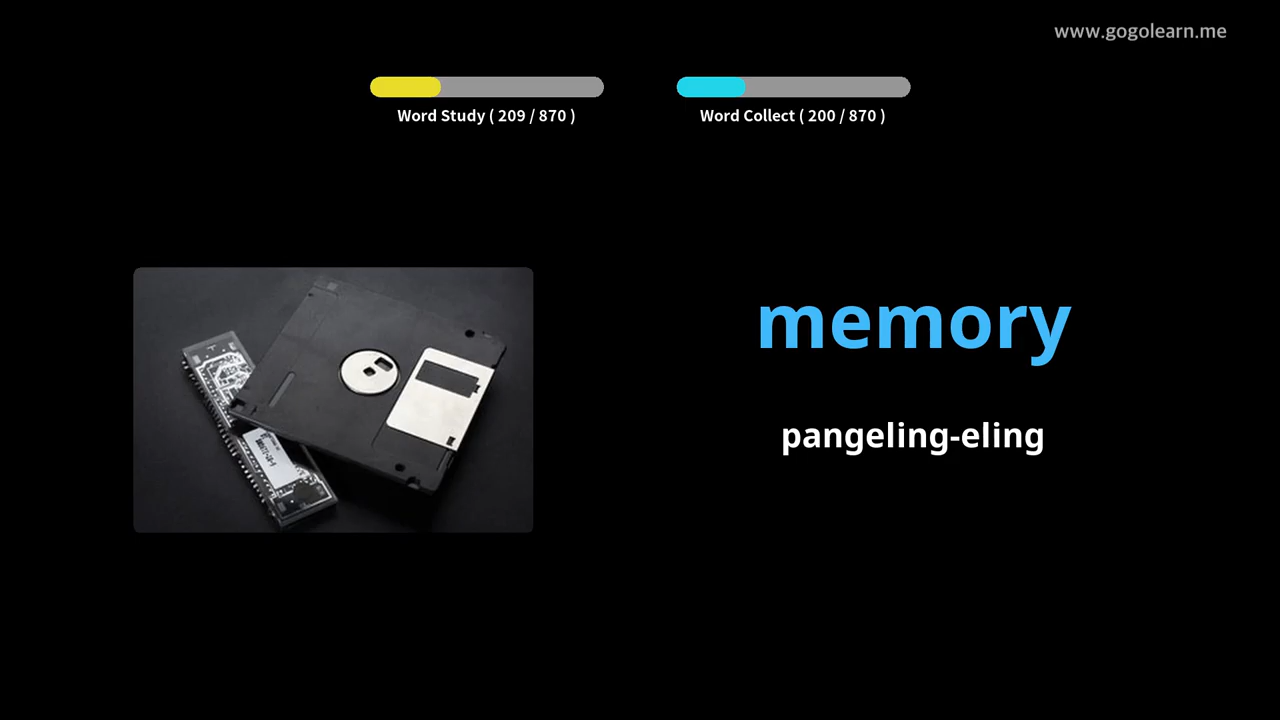 www.gogolearn.me
Word Study ( 209 / 870 )
Word Collect ( 200 / 870 )
memory
pangeling-eling